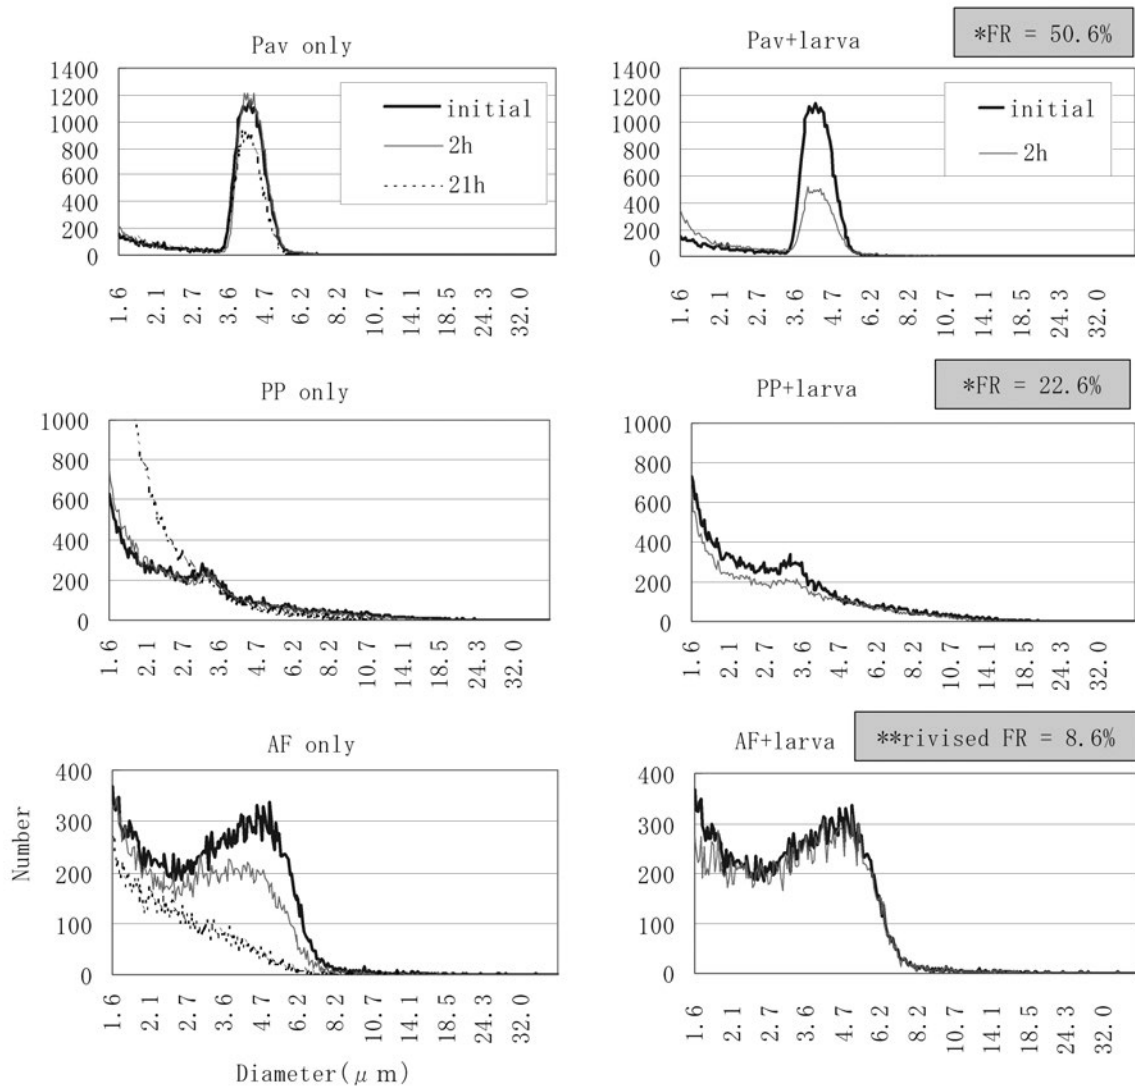 Pav only
1400
1200
1000
800
600
400
200
0
initial
2h
21h
1.6 2.1 2.7 3.6 4.7 6.2 8.2 10.7 14.1 18.5 24.3 32.0
Pav+larva
*FR = 50.6%
1400
1200
1000
800
600
400
200
0
initial
2h
1.6 2.1 2.7 3.6 4.7 6.2 8.2 10.7 14.1 18.5 24.3 32.0
PP only
1000
800
600
400
200
0
1.6 2.1 2.7 3.6 4.7 6.2 8.2 10.7 14.1 18.5 24.3 32.0
PP+larva
*FR = 22.6%
1000
800
600
400
200
0
1.6 2.1 2.7 3.6 4.7 6.2 8.2 10.7 14.1 18.5 24.3 32.0
AF only
Number
400
300
200
100
0
1.6 2.1 2.7 3.6 4.7 6.2 8.2 10.7 14.1 18.5 24.3 32.0
Diameter(μm)
AF+larva
**rivised FR = 8.6%
400
300
200
100
0
1.6 2.1 2.7 3.6 4.7 6.2 8.2 10.7 14.1 18.5 24.3 32.0